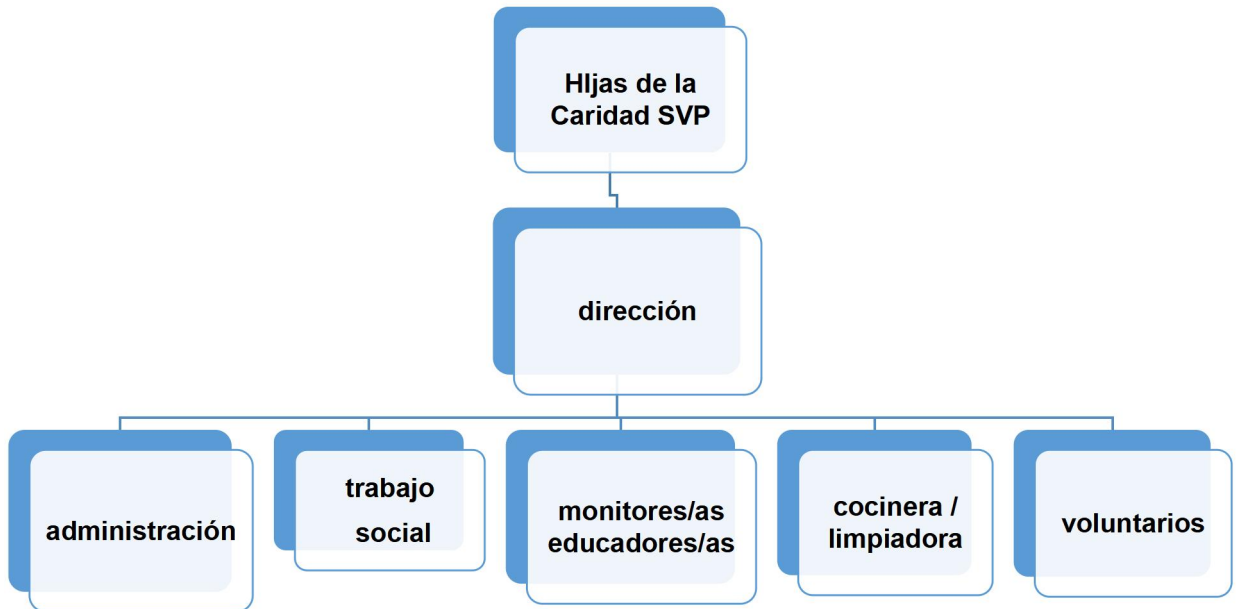 HIjas de la
Caridad SVP
dirección
administración
trabajo
social
monitores/as
educadores/as
cocinera /
limpiadora
voluntarios